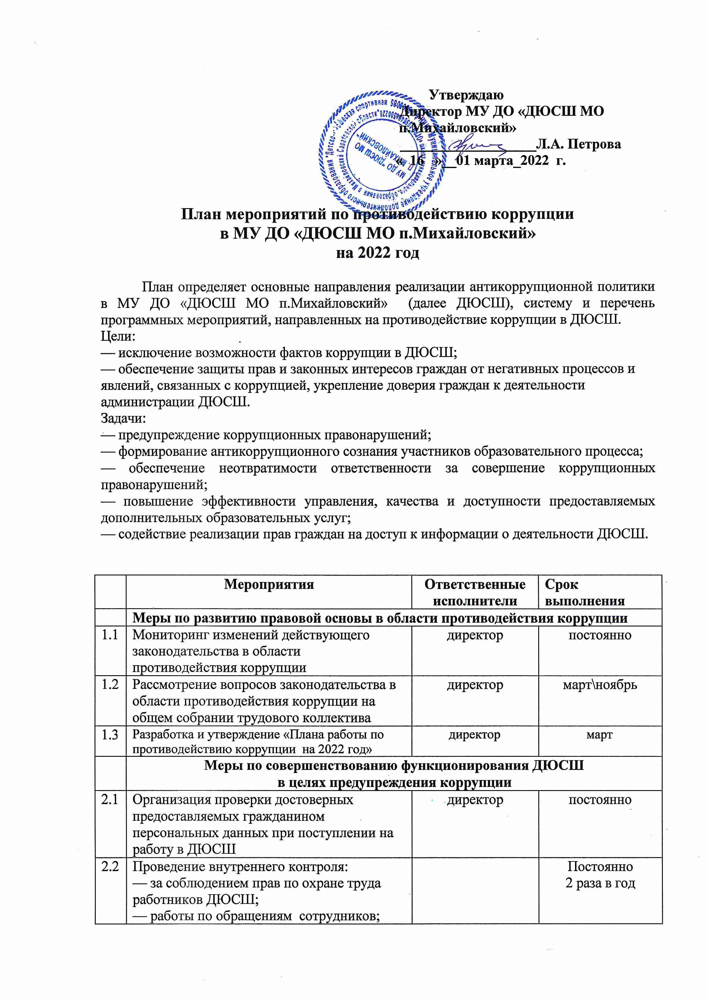 Утверждаю
Директор МУ ДО «ДЮСШ МО
п.Михайловский»
___________________Л.А. Петрова
« 16 »__01 марта_2022 г.
МУ ДО "ДЮСШ МО
П. МИХАЙЛОВСКИЙ"
План мероприятий по противодействию коррупции
в МУ ДО «ДЮСШ МО п.Михайловский»
на 2022 год
План определяет основные направления реализации антикоррупционной политики
в МУ ДО «ДЮСШ МО п.Михайловский» (далее ДЮСШ), систему и перечень
программных мероприятий, направленных на противодействие коррупции в ДЮСШ.
Цели:
— исключение возможности фактов коррупции в ДЮСШ;
— обеспечение защиты прав и законных интересов граждан от негативных процессов и
явлений, связанных с коррупцией, укрепление доверия граждан к деятельности
администрации ДЮСШ.
Задачи:
— предупреждение коррупционных правонарушений;
— формирование антикоррупционного сознания участников образовательного процесса;
— обеспечение неотвратимости ответственности за совершение коррупционных
правонарушений;
— повышение эффективности управления, качества и доступности предоставляемых
дополнительных образовательных услуг;
— содействие реализации прав граждан на доступ к информации о деятельности ДЮСШ.
Мероприятия
Ответственные
исполнители
Срок
выполнения
Меры по развитию правовой основы в области противодействия коррупции
1.1
Мониторинг изменений действующего
законодательства в области
противодействия коррупции
директор
постоянно
1.2
Рассмотрение вопросов законодательства в
области противодействия коррупции на
общем собрании трудового коллектива
директор
март\ноябрь
1.3
Разработка и утверждение «Плана работы по
противодействию коррупции на 2022 год»
директор
март
Меры по совершенствованию функционирования ДЮСШ
в целях предупреждения коррупции
2.1
Организация проверки достоверных
предоставляемых гражданином
персональных данных при поступлении на
работу в ДЮСШ
директор
постоянно
2.2
Проведение внутреннего контроля:
— за соблюдением прав по охране труда
работников ДЮСШ;
— работы по обращениям сотрудников;
Постоянно
2 раза в год